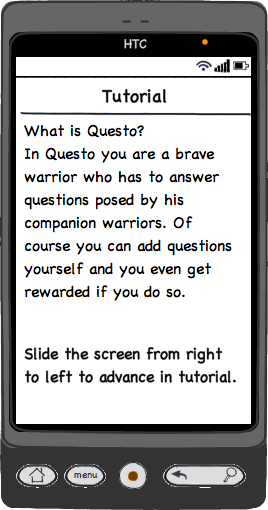 HTC
Tutorial
What is Questo?
In Questo you are a brave
warrior who has to answer
questions posed by his
companion warriors. Of
course you can add questions
yourself and you even get
rewarded if you do so.
Slide the screen from right
to left to advance in tutorial.
menu